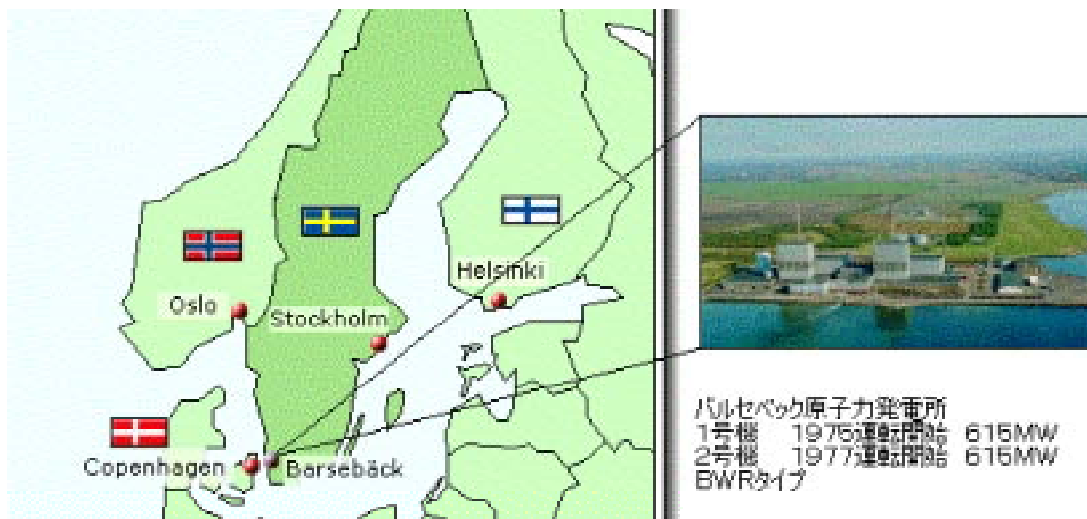 Oslo
Stockholm
Helsinki
Copenhagen
Barsebäck
バルセベック原子力発電所
1号機 1975運転開始 615MW
2号機 1977運転開始 615MW
BWRタイプ